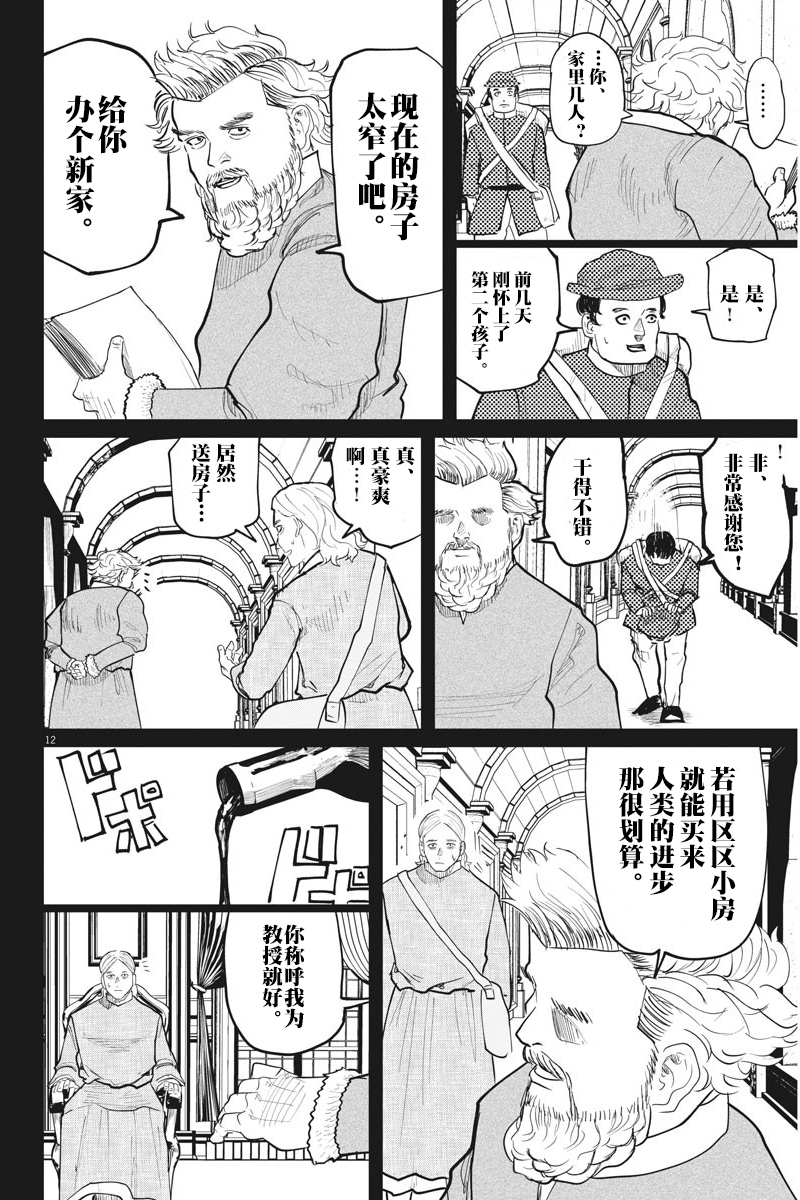 ……
…你、
家里几人？
是、
是！
前几天
刚怀上了
第二个孩子。
现在的房子
太窄了吧。
给你
办个新家。
！
非、
非常感谢您！
干得不错。
真、
真豪爽
啊…！
居然
送房子…
若用区区小房
就能买来
人类的进步
那很划算。
12
ドポドポ
你称呼我为
教授就好。